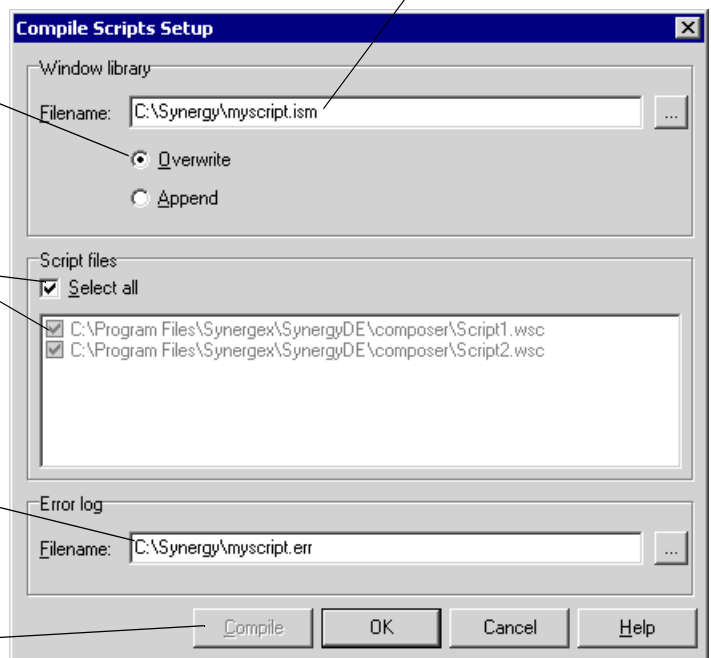 Compile Scripts Setup
Window library
Filename: C:\Synergy\myscript.ism ...
Overwrite
Append
Script files
Select all
C:\Program Files\Synergex\SynergyDE\composer\Script1.wsc
C:\Program Files\Synergex\SynergyDE\composer\Script2.wsc
Error log
Filename: C:\Synergy\myscript.err ...
Compile OK Cancel Help